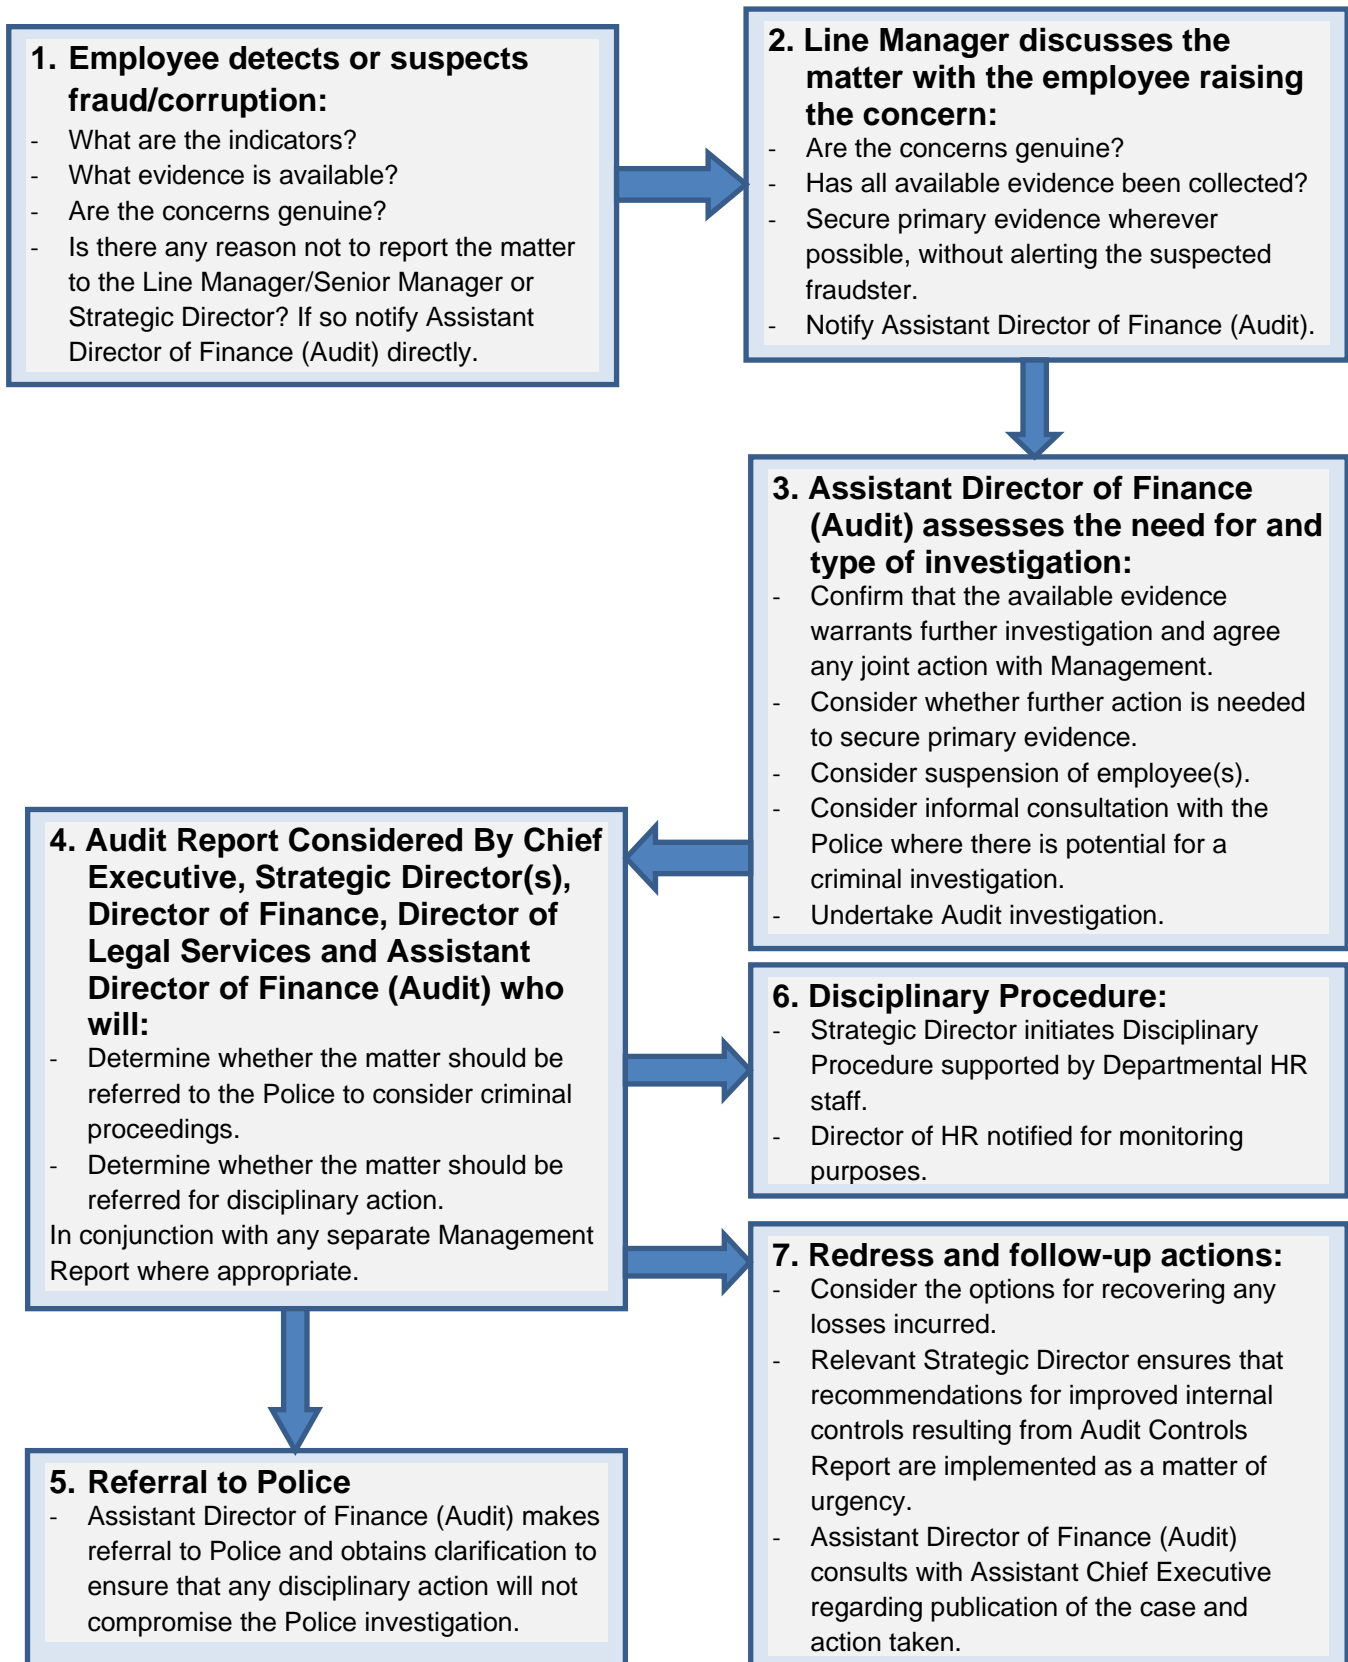 1. Employee detects or suspects
fraud/corruption:
- What are the indicators?
- What evidence is available?
- Are the concerns genuine?
- Is there any reason not to report the matter
to the Line Manager/Senior Manager or
Strategic Director? If so notify Assistant
Director of Finance (Audit) directly.
2. Line Manager discusses the
matter with the employee raising
the concern:
- Are the concerns genuine?
- Has all available evidence been collected?
- Secure primary evidence wherever
possible, without alerting the suspected
fraudster.
- Notify Assistant Director of Finance (Audit).
3. Assistant Director of Finance
(Audit) assesses the need for and
type of investigation:
- Confirm that the available evidence
warrants further investigation and agree
any joint action with Management.
- Consider whether further action is needed
to secure primary evidence.
- Consider suspension of employee(s).
- Consider informal consultation with the
Police where there is potential for a
criminal investigation.
- Undertake Audit investigation.
4. Audit Report Considered By Chief
Executive, Strategic Director(s),
Director of Finance, Director of
Legal Services and Assistant
Director of Finance (Audit) who
will:
- Determine whether the matter should be
referred to the Police to consider criminal
proceedings.
- Determine whether the matter should be
referred for disciplinary action.
In conjunction with any separate Management
Report where appropriate.
5. Referral to Police
- Assistant Director of Finance (Audit) makes
referral to Police and obtains clarification to
ensure that any disciplinary action will not
compromise the Police investigation.
6. Disciplinary Procedure:
- Strategic Director initiates Disciplinary
Procedure supported by Departmental HR
staff.
- Director of HR notified for monitoring
purposes.
7. Redress and follow-up actions:
- Consider the options for recovering any
losses incurred.
- Relevant Strategic Director ensures that
recommendations for improved internal
controls resulting from Audit Controls
Report are implemented as a matter of
urgency.
- Assistant Director of Finance (Audit)
consults with Assistant Chief Executive
regarding publication of the case and
action taken.